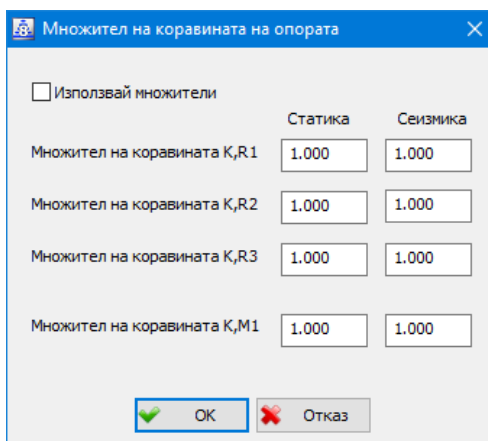 Множител на коравината на опората
Използвай множители
Статика Сеизмика
Множител на коравината K,R1 1.000 1.000
Множител на коравината K,R2 1.000 1.000
Множител на коравината K,R3 1.000 1.000
Множител на коравината K,M1 1.000 1.000
OK Отказ